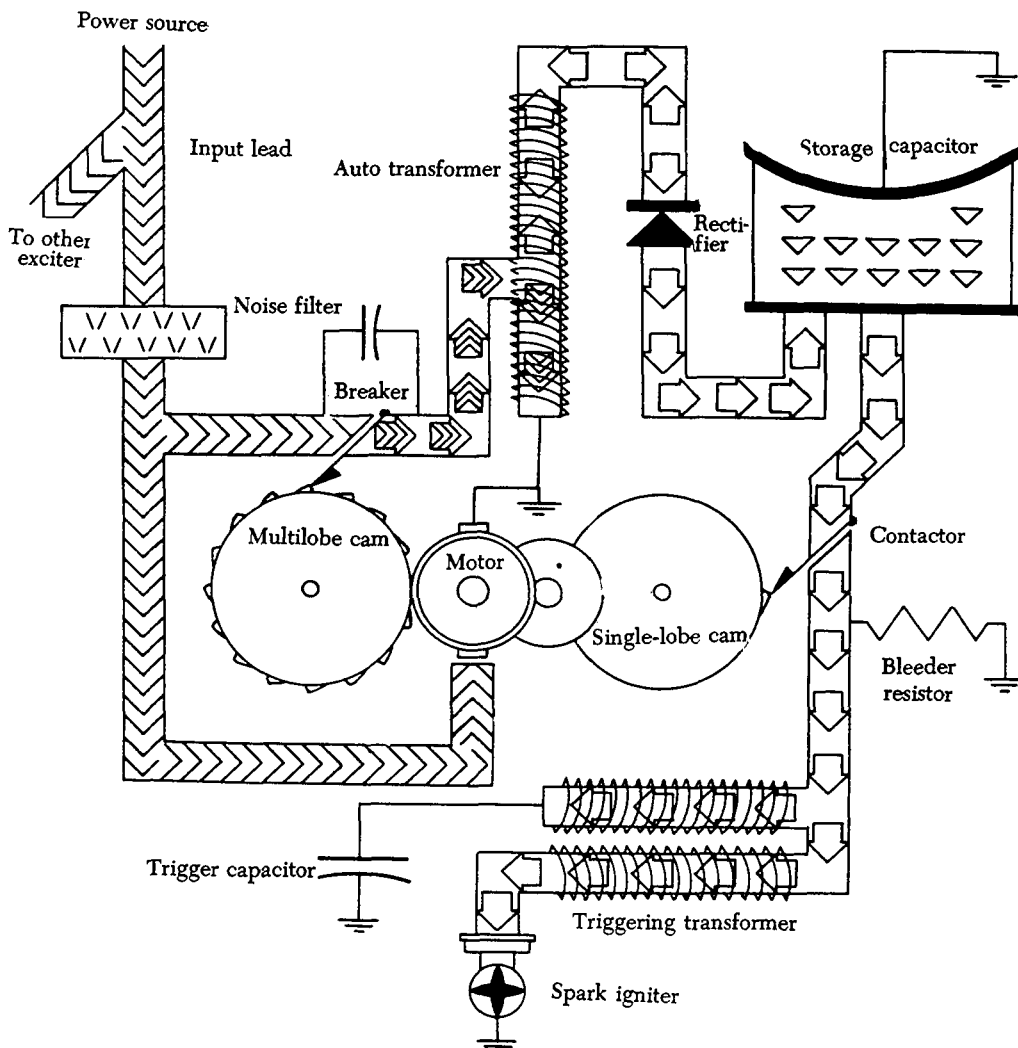 Power source
Input lead
To other
exciter
Noise filter
Breaker
Auto transformer
Recti-
fier
Storage capacitor
Multilobe cam
Motor
Single-lobe cam
Contactor
Bleeder
resistor
Trigger capacitor
Triggering transformer
Spark igniter